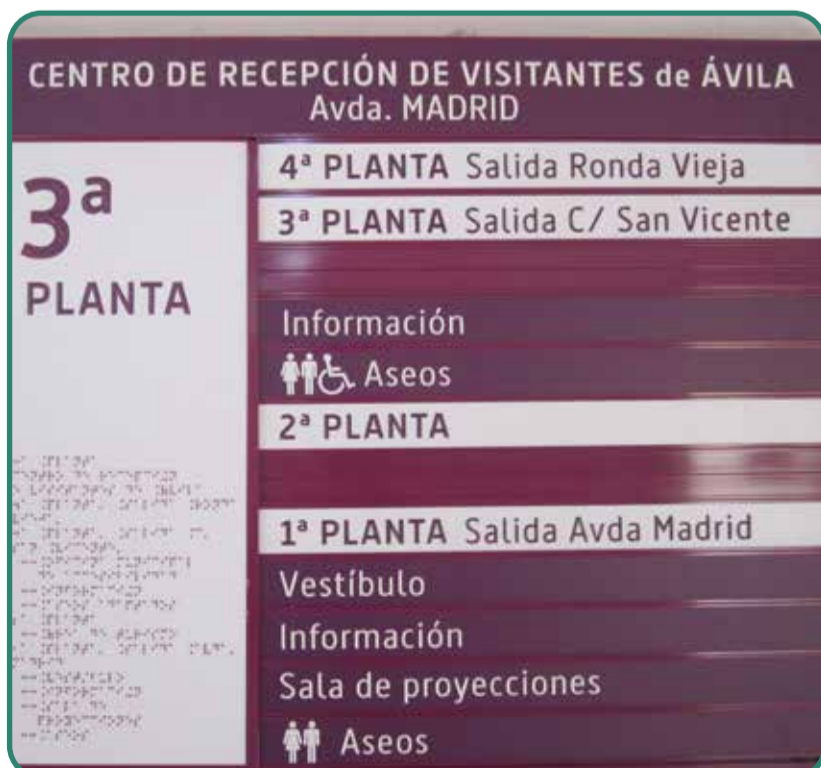 CENTRO DE RECEPCIÓN DE VISITANTES de ÁVILA
Avda. MADRID
3ª
PLANTA
4ª PLANTA Salida Ronda Vieja
3ª PLANTA Salida C/ San Vicente
Información
Aseos
2ª PLANTA
1ª PLANTA Salida Avda Madrid
Vestíbulo
Información
Sala de proyecciones
Aseos